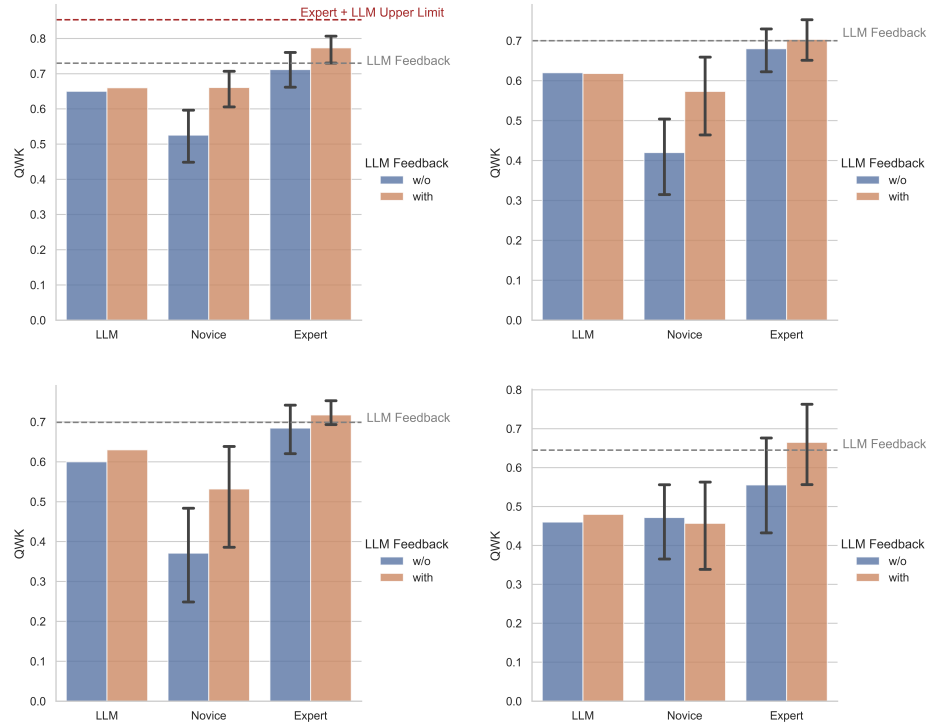 Expert + LLM Upper Limit
0.8
0.7
0.6
0.5
0.4
0.3
0.2
0.1
0.0
QWK
LLM Feedback
LLM Feedback
w/o
with
LLM
Novice
Expert
0.7
0.6
0.5
0.4
0.3
0.2
0.1
0.0
QWK
LLM Feedback
LLM Feedback
w/o
with
LLM
Novice
Expert
0.7
0.6
0.5
0.4
0.3
0.2
0.1
0.0
QWK
LLM Feedback
LLM Feedback
w/o
with
LLM
Novice
Expert
0.8
0.7
0.6
0.5
0.4
0.3
0.2
0.1
0.0
QWK
LLM Feedback
LLM Feedback
w/o
with
LLM
Novice
Expert